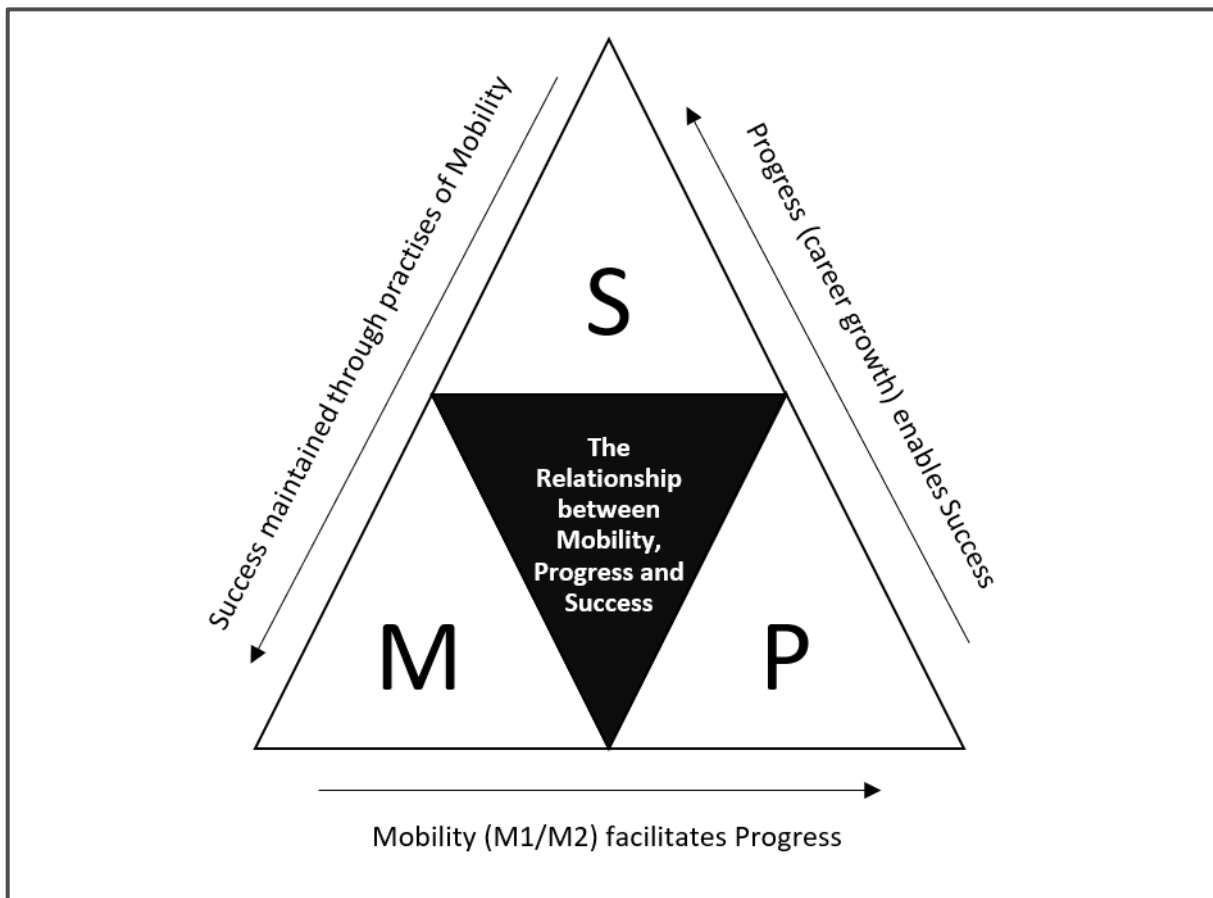 Success maintained through practises of Mobility
Progress (career growth) enables Success
S
The
Relationship
between
Mobility,
Progress and
Success
M
P
Mobility (M1/M2) facilitates Progress